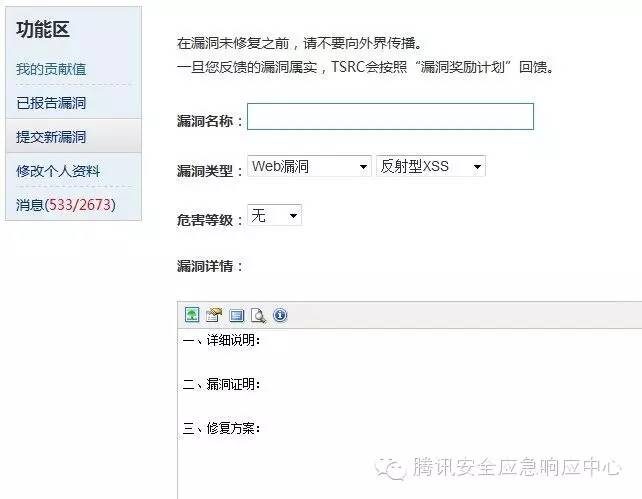 功能区
我的贡献值
已报告漏洞
提交新漏洞
修改个人资料
消息(533/2673)
在漏洞未修复之前，请不要向外界传播。
一旦您反馈的漏洞属实，TSRC会按照“漏洞奖励计划”回馈。
漏洞名称：
漏洞类型： Web漏洞 反射型XSS
危害等级： 无
漏洞详情：
一、详细说明：
二、漏洞证明：
三、修复方案：
腾讯安全应急响应中心